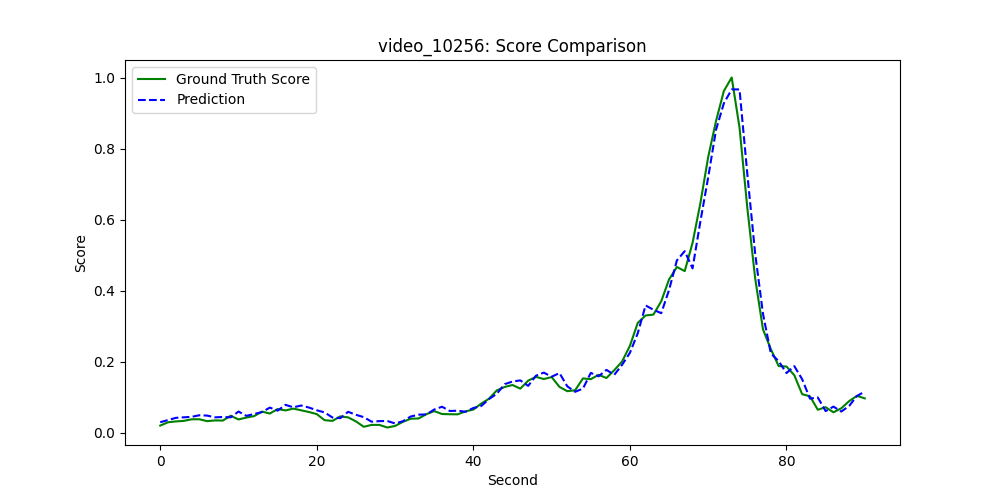 video_10256: Score Comparison
Ground Truth Score
Prediction
1.0
0.8
0.6
0.4
0.2
0.0
Score
0 20 40 60 80
Second